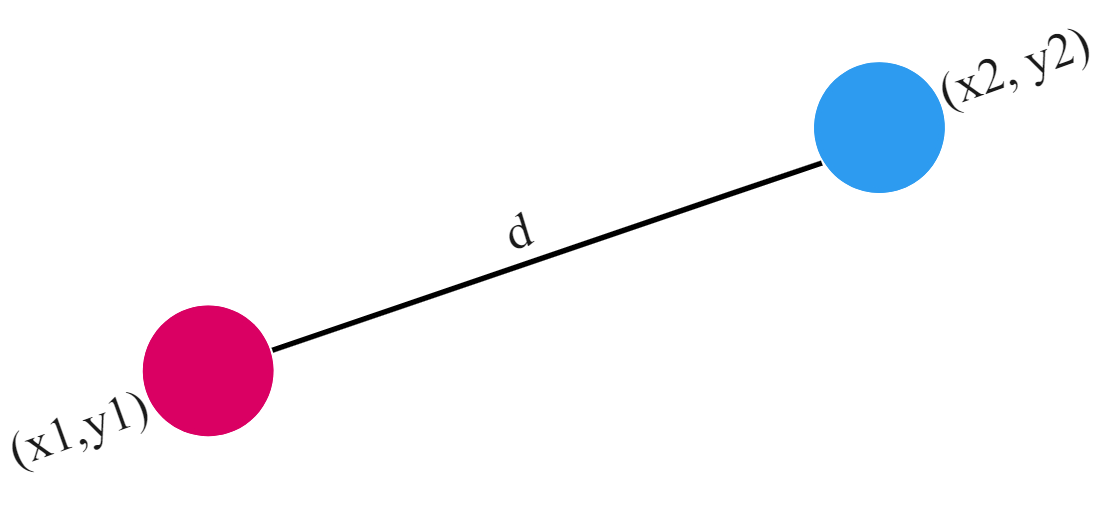 (x2, y2)
d
(x1,y1)